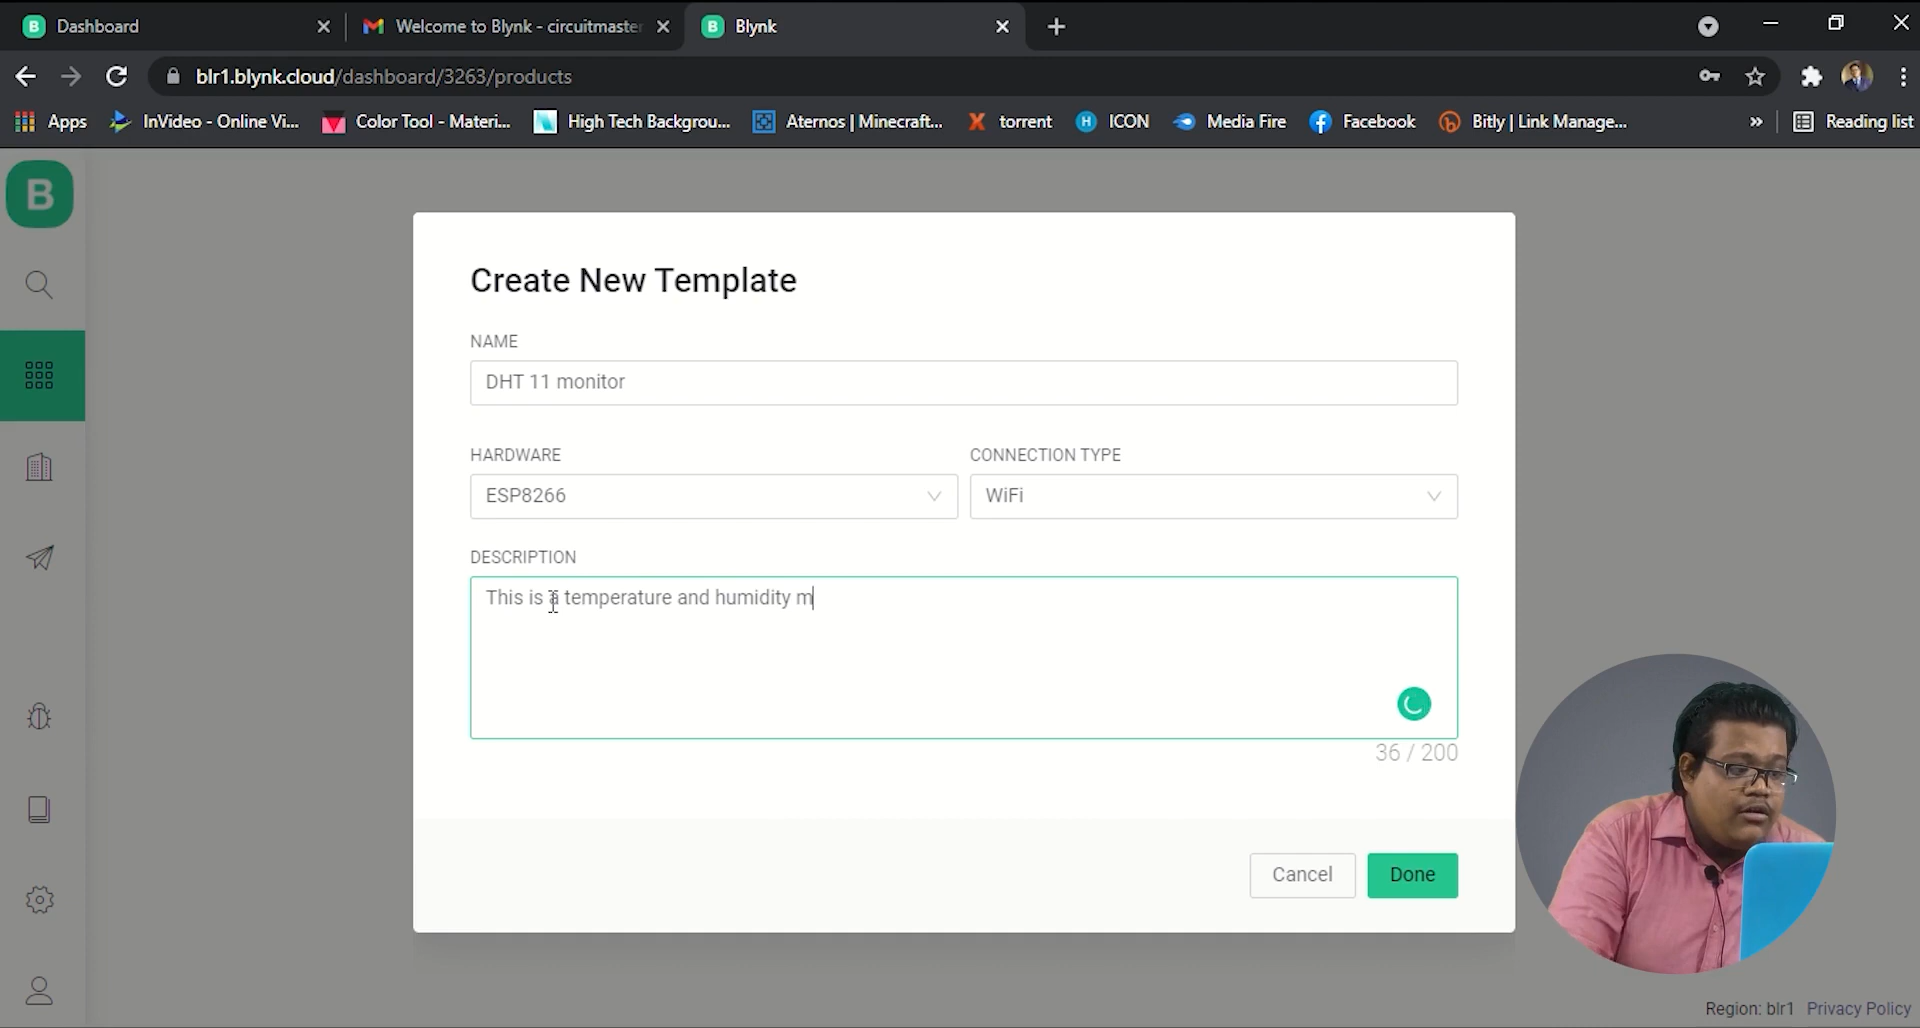 Dashboard
Welcome to Blynk - circuitmaster
B Blynk
blr1.blynk.cloud/dashboard/3263/products
Apps
InVideo - Online Vi...
Color Tool - Materi...
High Tech Backgrou...
Aternos | Minecraft...
torrent
ICON
Media Fire
Facebook
Bitly | Link Manage...
»
Reading list
B
Create New Template
NAME
DHT 11 monitor
HARDWARE
CONNECTION TYPE
ESP8266
WiFi
DESCRIPTION
This is a temperature and humidity m
36 / 200
Cancel
Done
Region: blr1 Privacy Policy